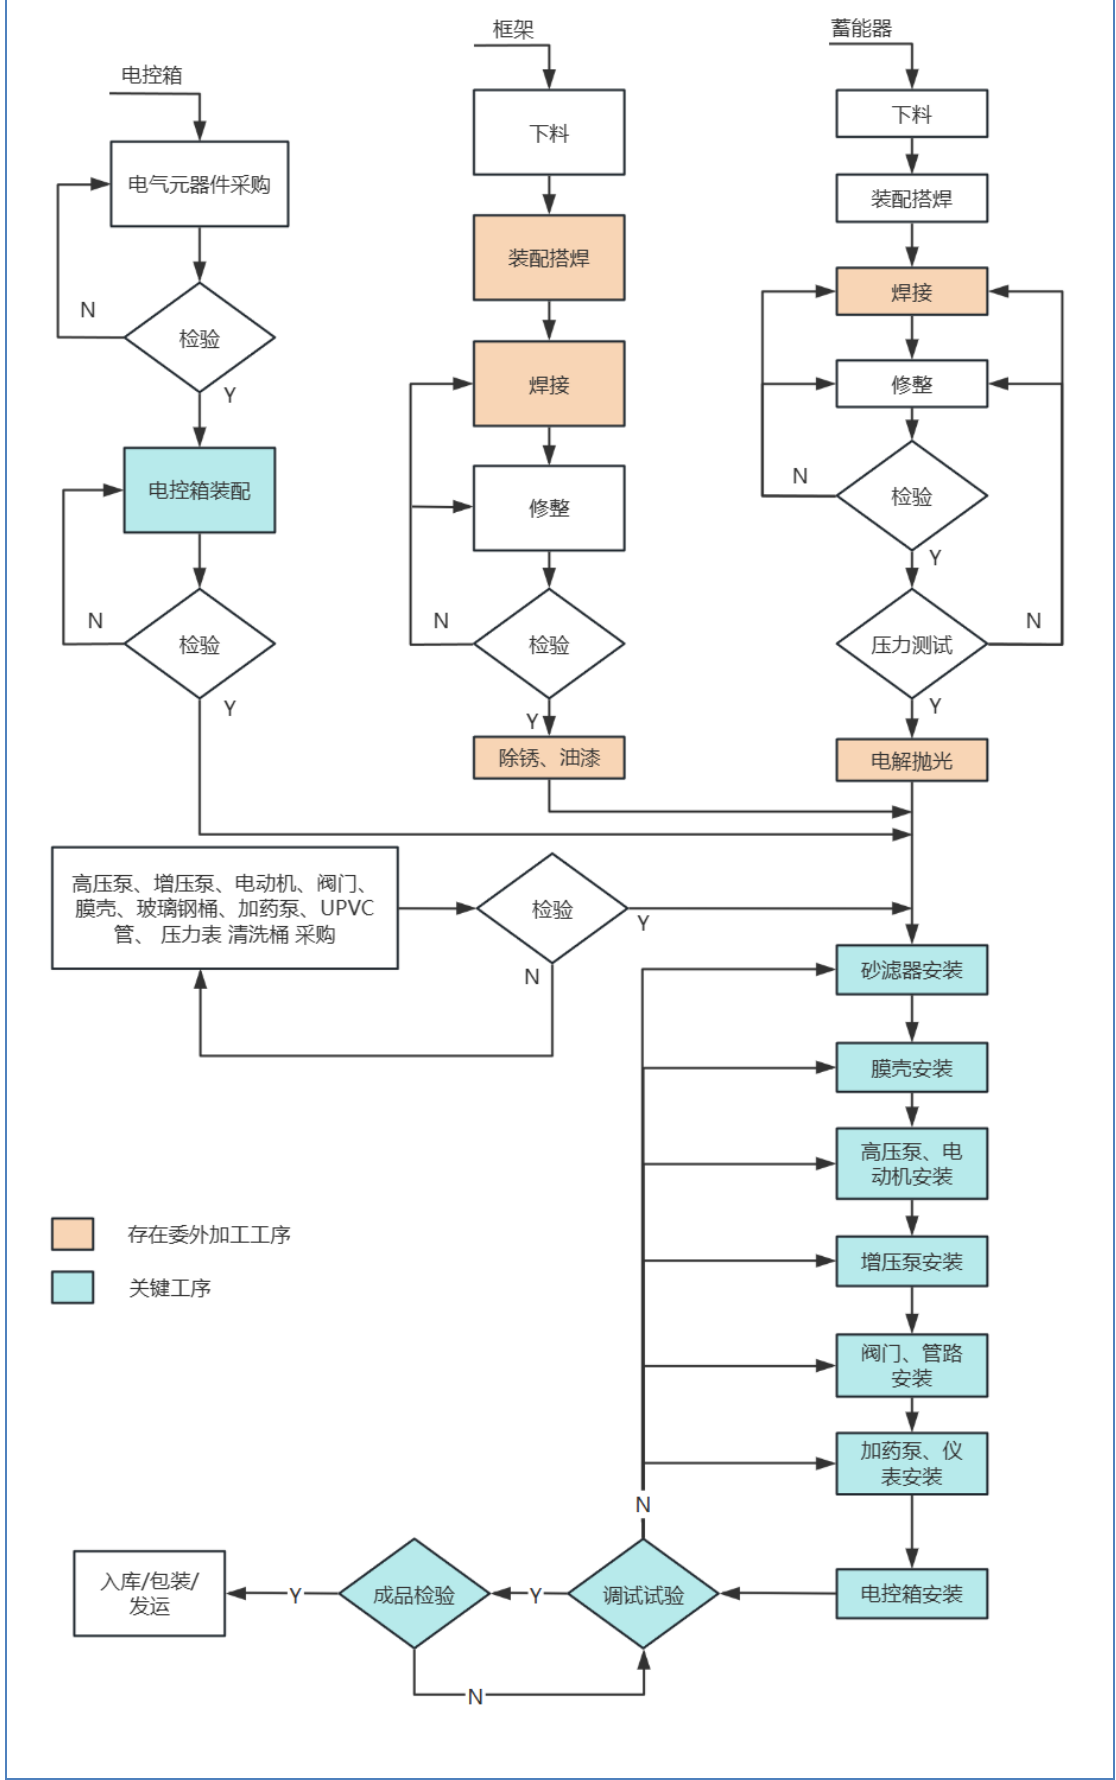 电控箱
电气元器件采购
检验
N
Y
电控箱装配
检验
N
Y
框架
下料
装配搭焊
焊接
修整
检验
N
Y
除锈、油漆
蓄能器
下料
装配搭焊
焊接
修整
检验
N
Y
压力测试
N
Y
电解抛光
高压泵、增压泵、电动机、阀门、
膜壳、玻璃钢桶、加药泵、UPVC
管、 压力表 清洗桶 采购
检验
Y
N
砂滤器安装
膜壳安装
高压泵、电
动机安装
增压泵安装
阀门、管路
安装
加药泵、仪
表安装
电控箱安装
调试试验
N
Y
成品检验
N
Y
入库/包装/
发运
存在委外加工工序
关键工序